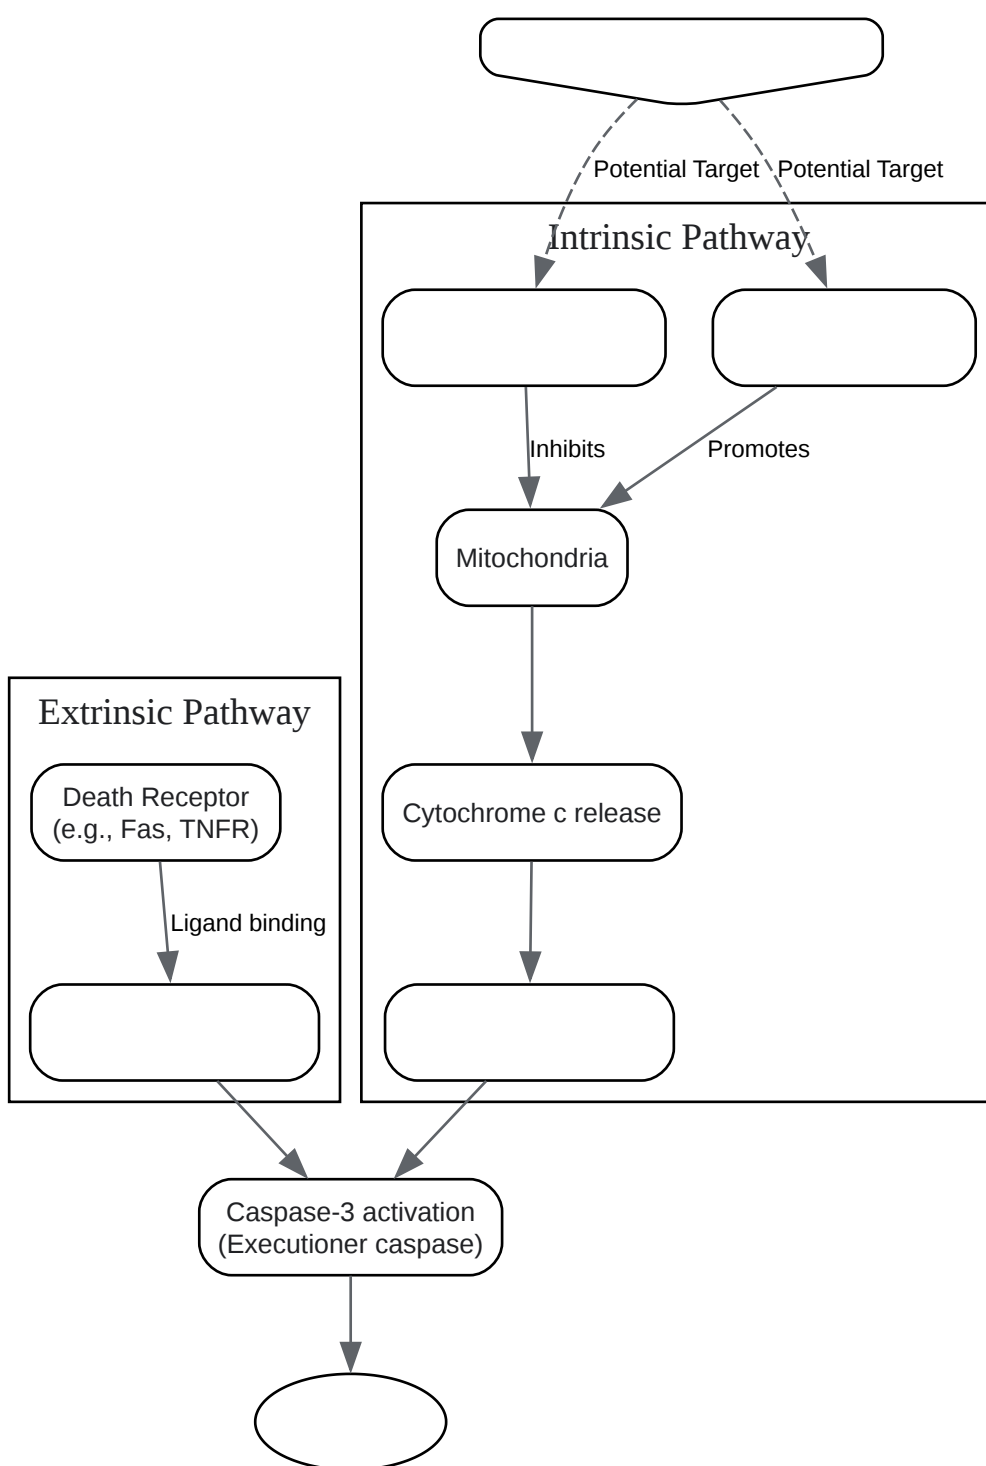 Potential Target
Potential Target
Intrinsic Pathway
Inhibits
Promotes
Mitochondria
Extrinsic Pathway
Death Receptor
(e.g., Fas, TNFR)
Cytochrome c release
Ligand binding
Caspase-3 activation
(Executioner caspase)